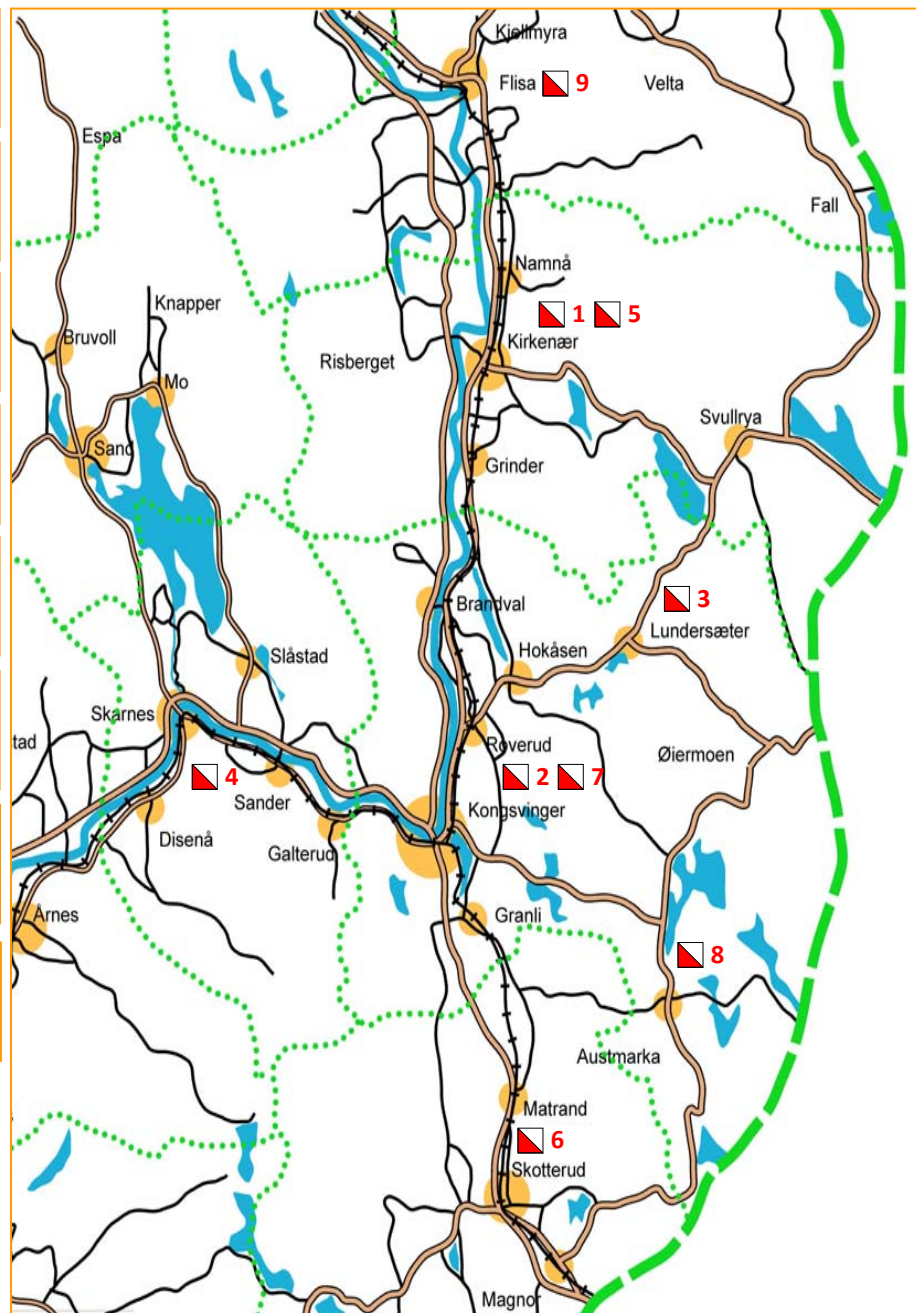 Kjellmyra
Flisa 9
Velta
Espa
Fall
Namnå
Knapper
1 5
Bruvoll
Kirkenær
Risberget
Mo
Svullrya
Sand
Grinder
3
Brandval
Lundersæter
Hokåsen
Slåstad
Skarnes
tad
Roverud
Øiermoen
4
2 7
Sander
Kongsvinger
Disenå
Galterud
Årnes
Granli
8
Austmarka
Matrand
6
Skotterud
Magnor